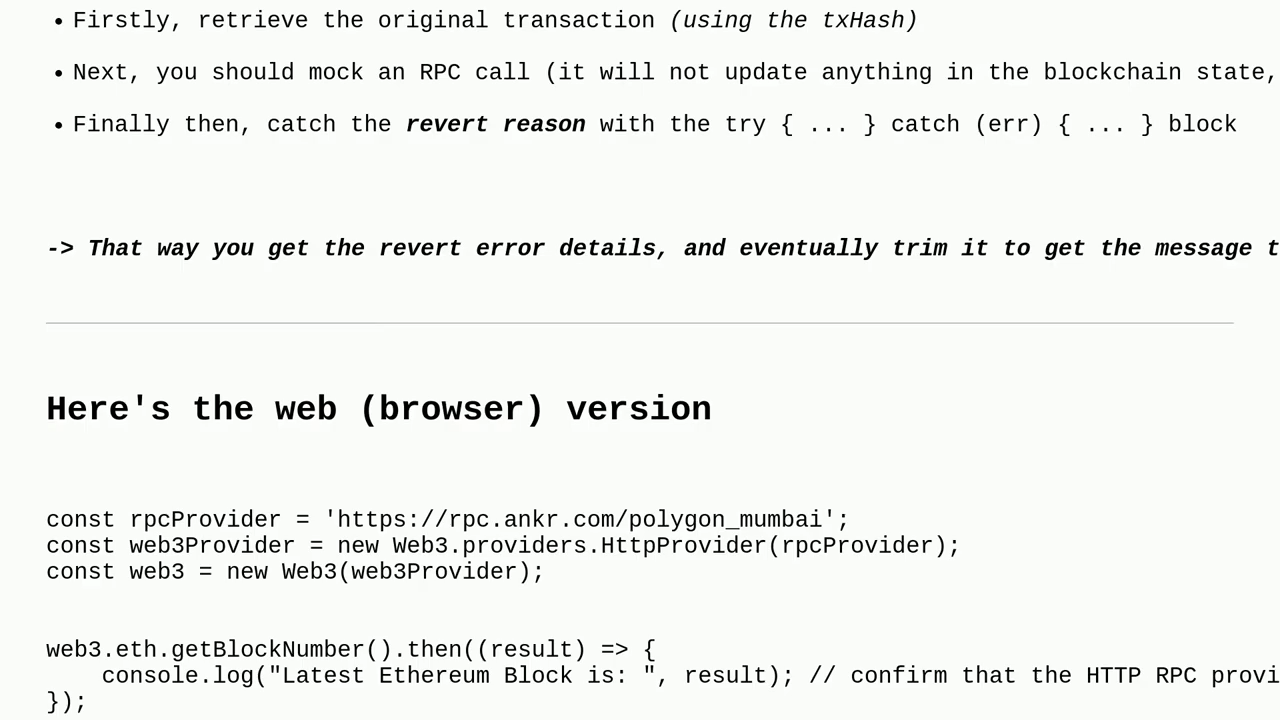 • Firstly, retrieve the original transaction (using the txHash)
• Next, you should mock an RPC call (it will not update anything in the blockchain state,
• Finally then, catch the revert reason with the try { ... } catch (err) { ... } block
-> That way you get the revert error details, and eventually trim it to get the message
Here's the web (browser) version
const rpcProvider = 'https://rpc.ankr.com/polygon_mumbai';
const web3Provider = new Web3.providers.HttpProvider(rpcProvider);
const web3 = new Web3(web3Provider);
web3.eth.getBlockNumber().then((result) => {
    console.log("Latest Ethereum Block is: ", result); // confirm that the HTTP RPC
});